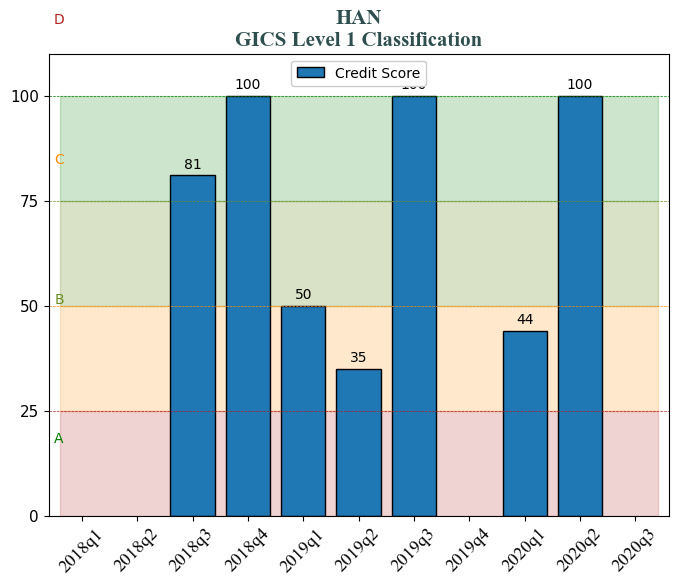 D
HAN
GICS Level 1 Classification
Credit Score
100
100
100
100
C
81
75
B
50
50
44
35
25
A
0
2018q1
2018q2
2018q3
2018q4
2019q1
2019q2
2019q3
2019q4
2020q1
2020q2
2020q3